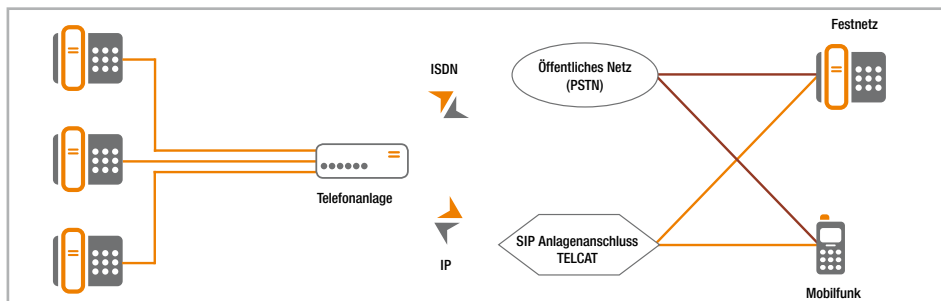 Festnetz
ISDN
Öffentliches Netz
(PSTN)
Telefonanlage
SIP Anlagenanschluss
TELCAT
IP
Mobilfunk